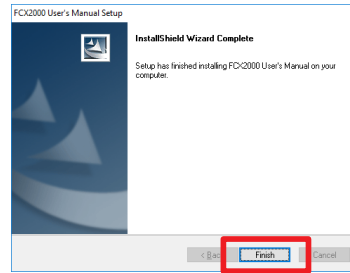 FCX2000 User's Manual Setup
InstallShield Wizard Complete
Setup has finished installing FCX2000 User's Manual on your
computer.
< Bac
Finish
Cancel